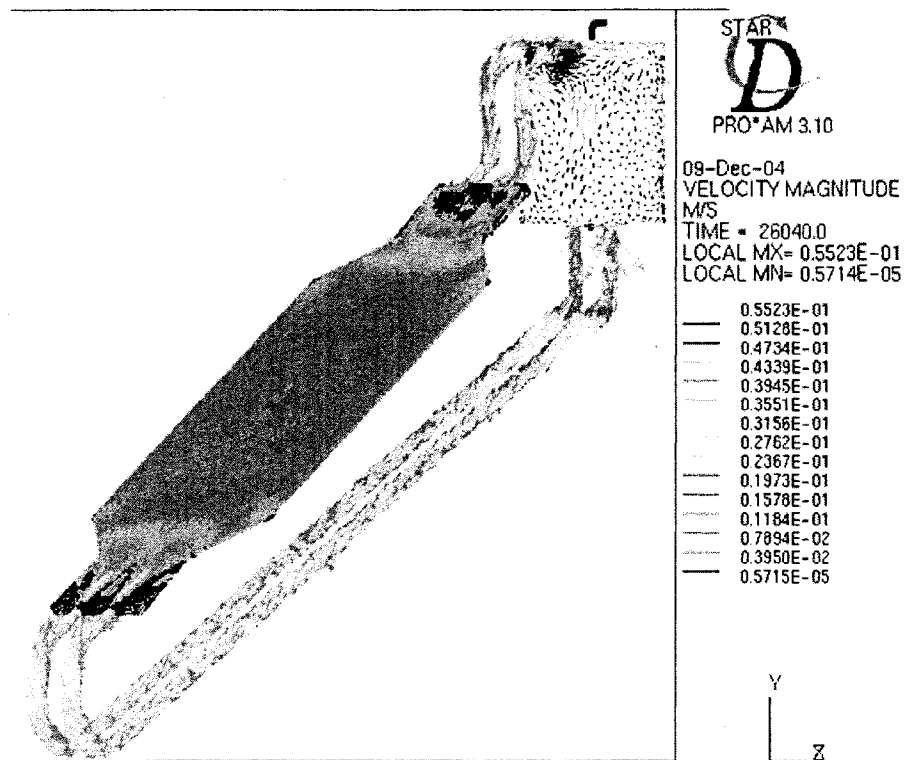 STAR
D
PRO*AM 3.10
09-Dec-04
VELOCITY MAGNITUDE
M/S
TIME = 26040.0
LOCAL MX= 0.5523E-01
LOCAL MN= 0.5714E-05
0.5523E-01
0.5128E-01
0.4734E-01
0.4339E-01
0.3945E-01
0.3551E-01
0.3156E-01
0.2762E-01
0.2367E-01
0.1973E-01
0.1578E-01
0.1184E-01
0.7894E-02
0.3950E-02
0.5715E-05
Y